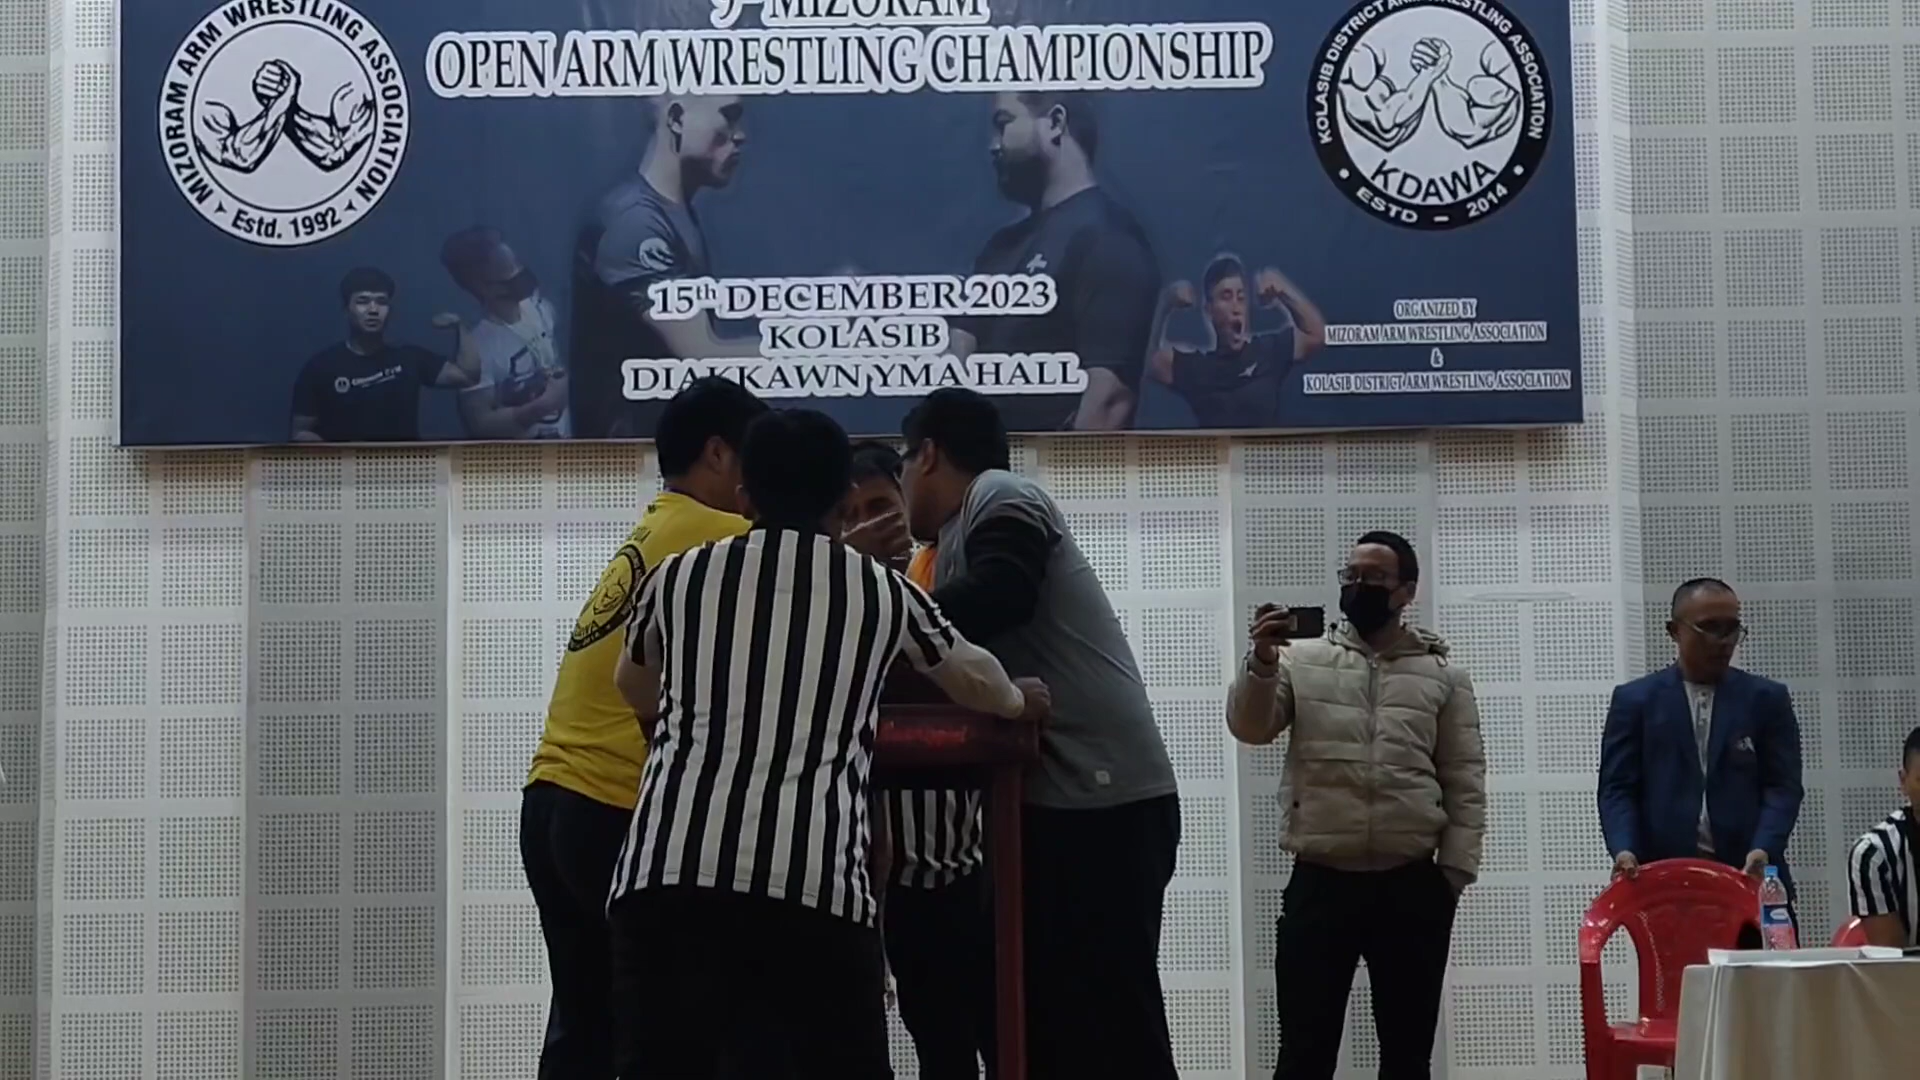 MIZORAM
OPEN ARM WRESTLING CHAMPIONSHIP
MIZORAM ARM WRESTLING ASSOCIATION
Estd. 1992
KOLASIB DISTRICT ARM WRESTLING ASSOCIATION
KDAWA
ESTD - 2014
15th DECEMBER 2023
KOLASIB
DIAKKAWN YMA HALL
ORGANIZED BY
MIZORAM ARM WRESTLING ASSOCIATION
&
KOLASIB DISTRICT ARM WRESTLING ASSOCIATION